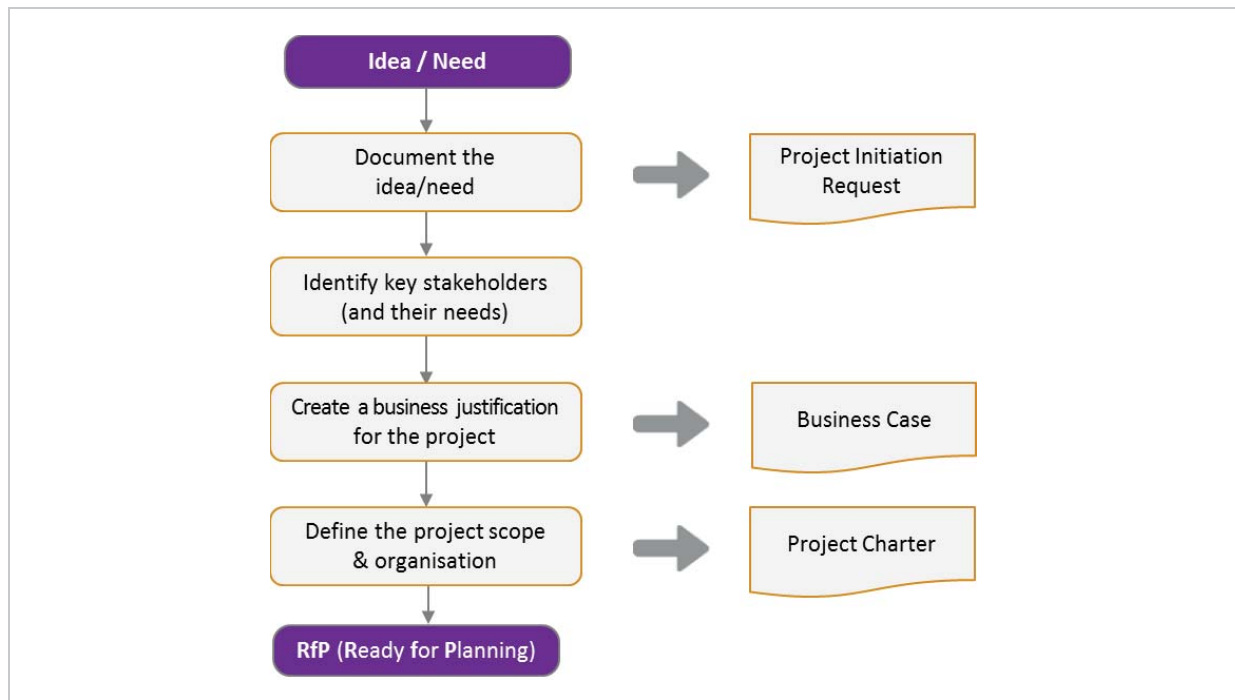 Idea / Need
Document the
idea/need
Project Initiation
Request
Identify key stakeholders
(and their needs)
Create a business justification
for the project
Business Case
Define the project scope
& organisation
Project Charter
RfP (Ready for Planning)